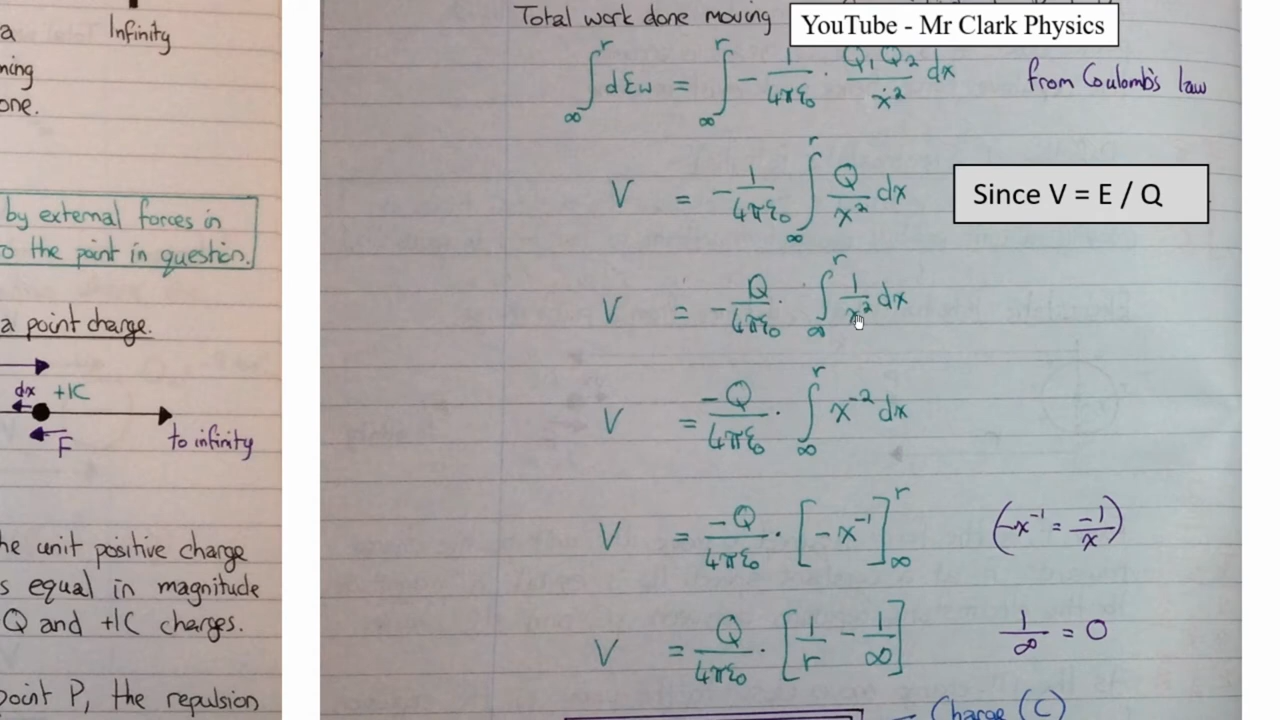 a
Infinity
ning
one.
by external forces in
o the point in question.
a point charge.
dx +1C
F
to infinity
he unit positive charge
s equal in magnitude
Q and +1C charges.
point P, the repulsion
Total work done moving
YouTube - Mr Clark Physics
∫∞^r dEw = ∫∞^r - 1/4πε₀ · Q₁Q₂/x² dx from Coulomb's law
V = - 1/4πε₀ ∫∞^r Q/x² dx
Since V = E / Q
V = - Q/4πε₀ · ∫∞^r 1/x² dx
V = -Q/4πε₀ · ∫∞^r x⁻² dx
V = -Q/4πε₀ · [-x⁻¹]∞^r (-x⁻¹ = -1/x)
V = Q/4πε₀ · [1/r - 1/∞] 1/∞ = 0
Charge (C)